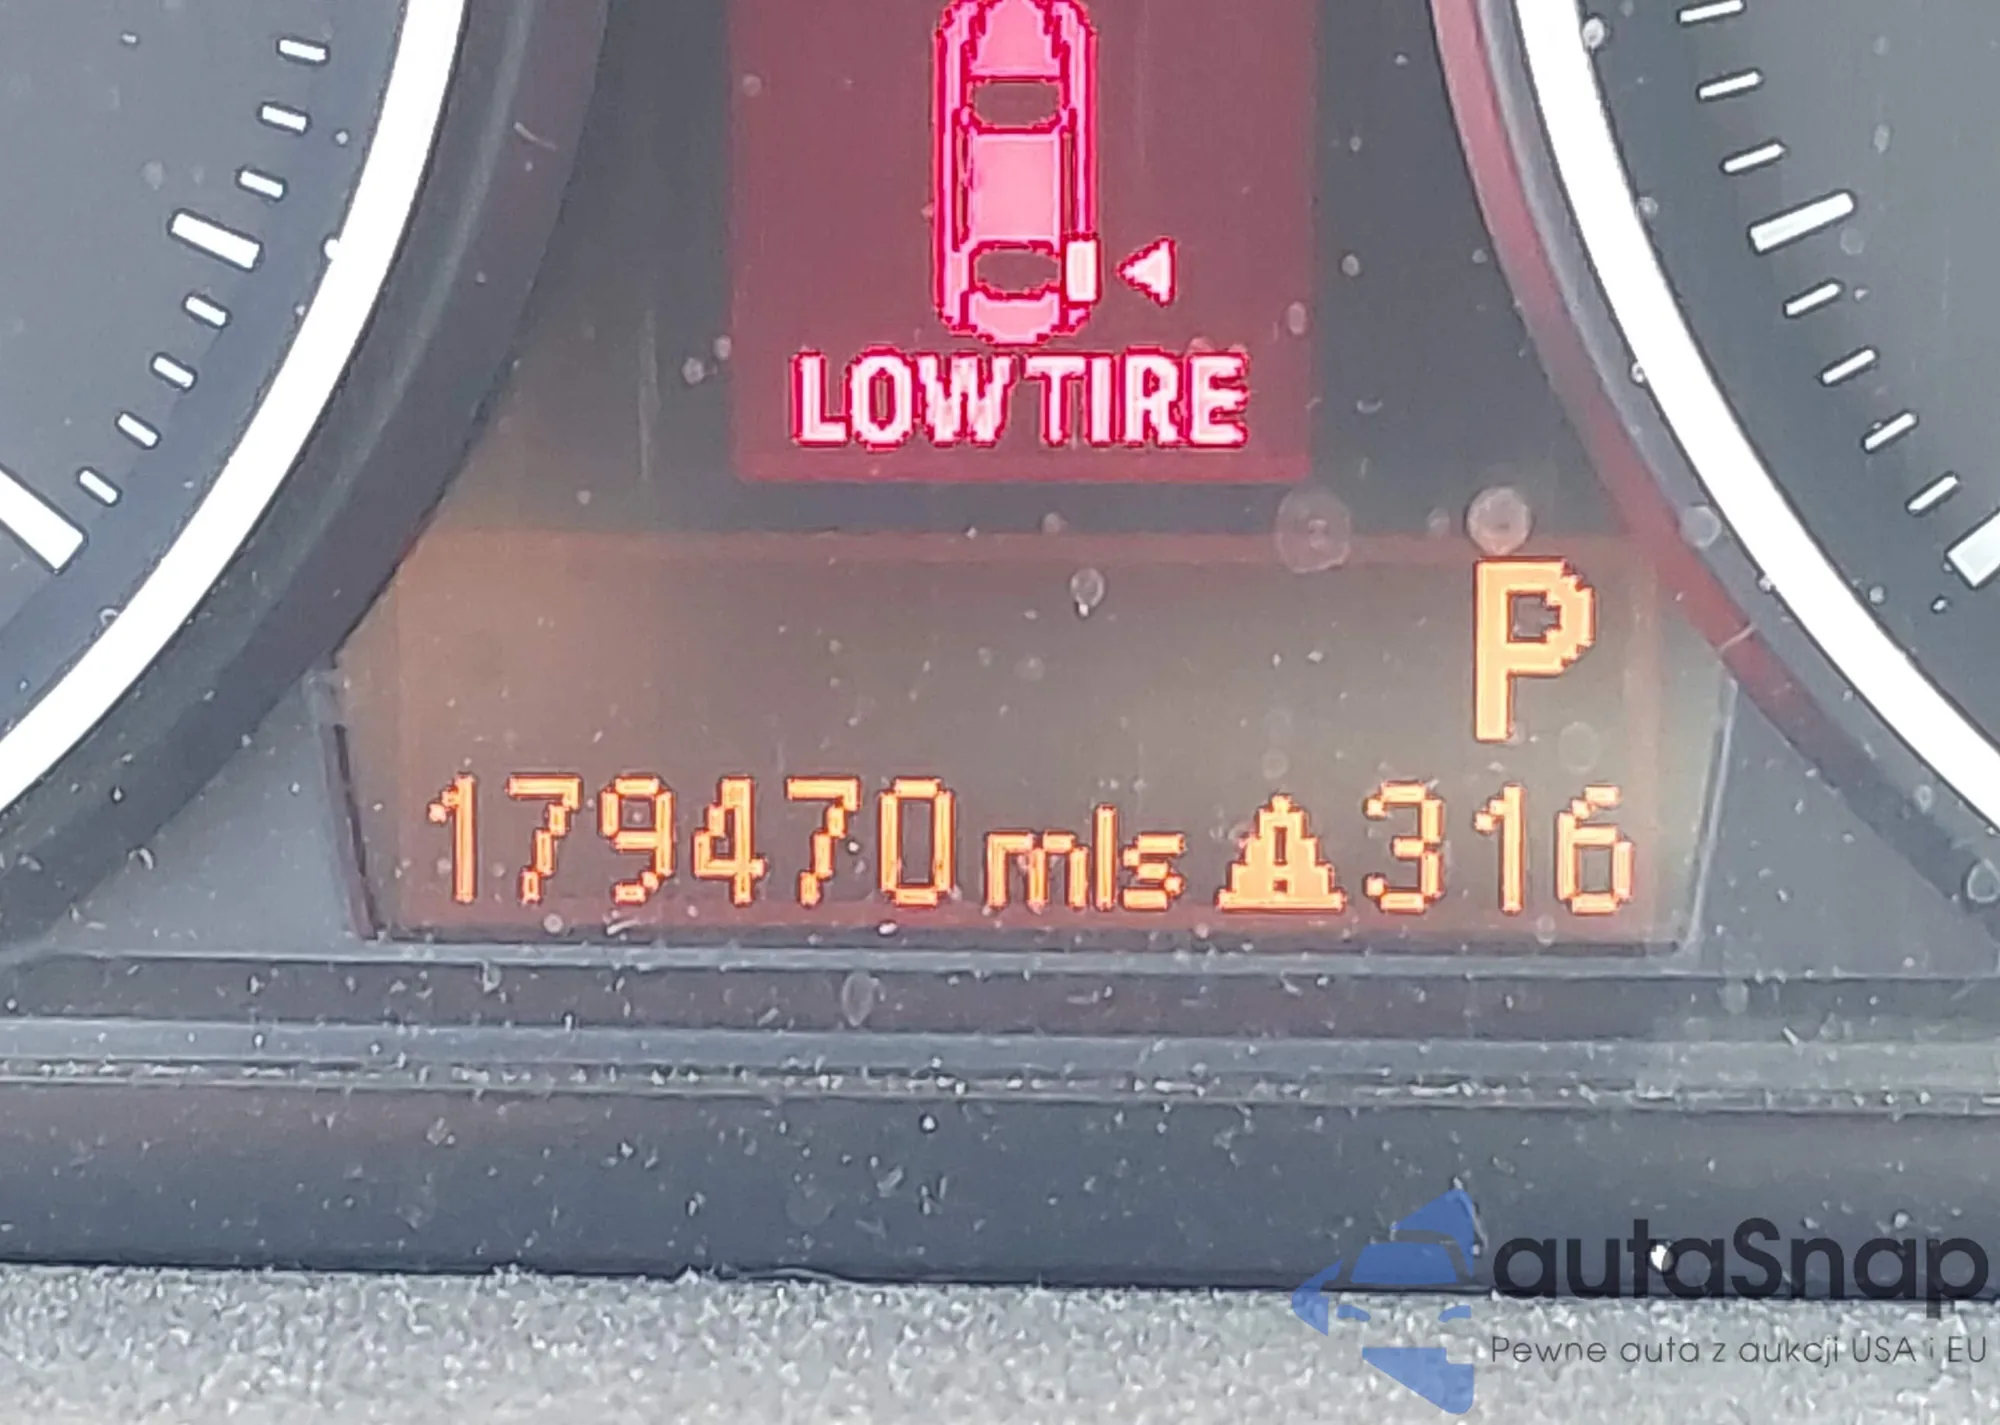 LOW TIRE
P
179470 mls 316
autaSnap
Pewne auta z aukcji USA i EU